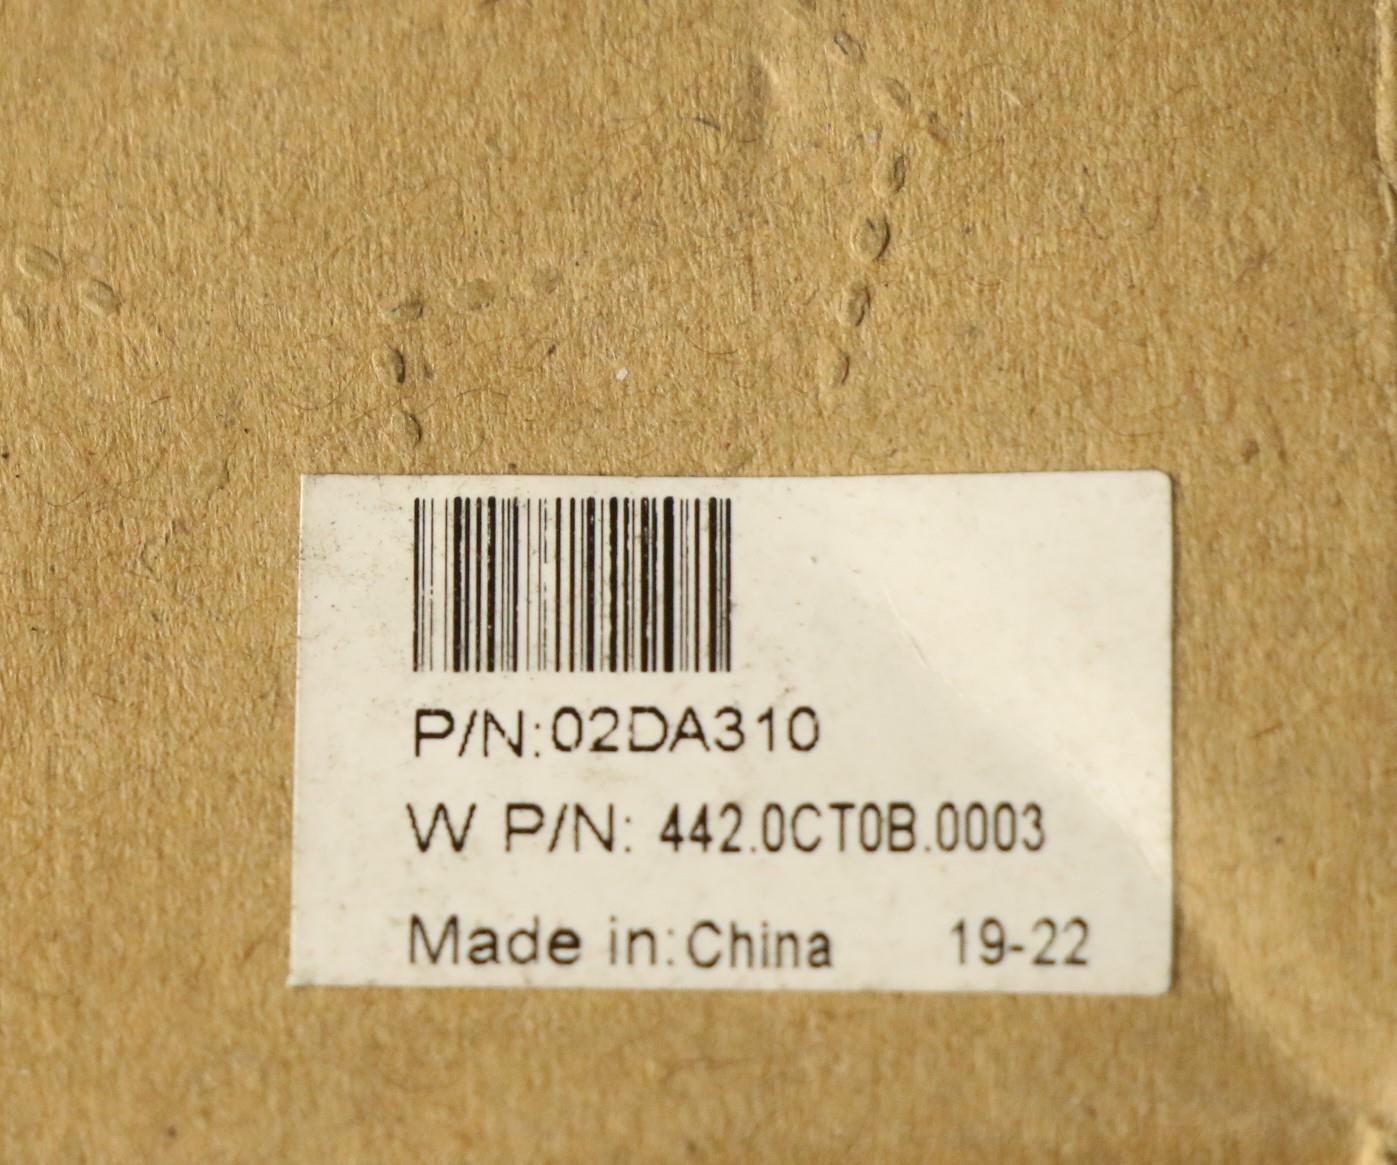 P/N:02DA310
W P/N: 442.0CT0B.0003
Made in:China 19-22